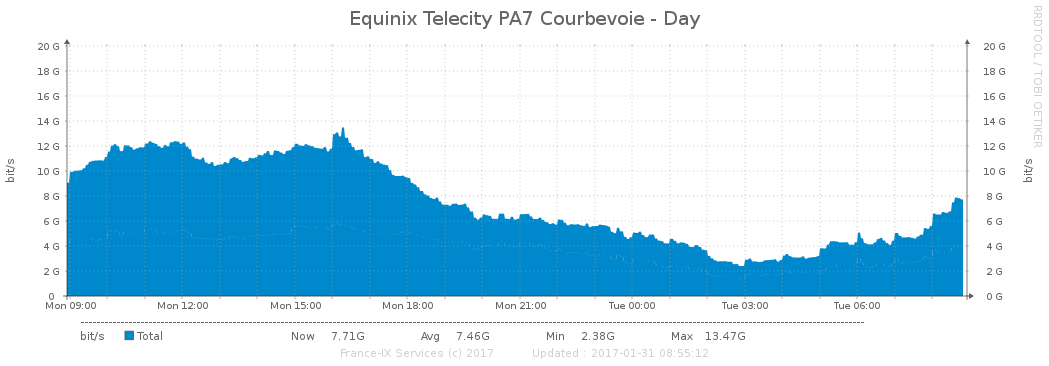 Equinix Telecity PA7 Courbevoie - Day
RRDTOOL / TOBI OETIKER
bit/s
20 G 20 G
18 G 18 G
16 G 16 G
14 G 14 G
12 G 12 G
10 G 10 G
8 G 8 G
6 G 6 G
4 G 4 G
2 G 2 G
0 0 G
bit/s
Mon 09:00 Mon 12:00 Mon 15:00 Mon 18:00 Mon 21:00 Tue 00:00 Tue 03:00 Tue 06:00
bit/s Total Now 7.71G Avg 7.46G Min 2.38G Max 13.47G
France-IX Services (c) 2017 Updated : 2017-01-31 08:55:12